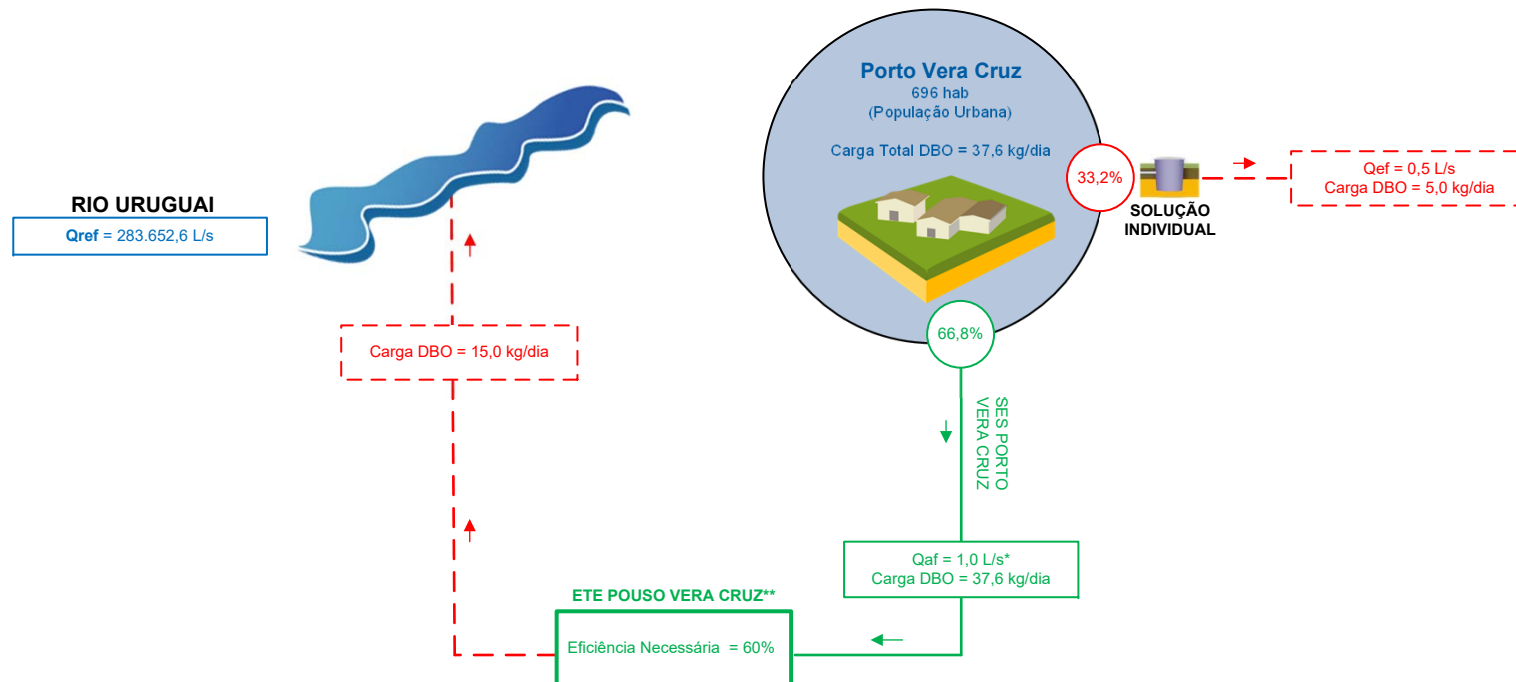 Porto Vera Cruz
696 hab
(População Urbana)
Carga Total DBO = 37,6 kg/dia
33,2%
SOLUÇÃO
INDIVIDUAL
Qef = 0,5 L/s
Carga DBO = 5,0 kg/dia
RIO URUGUAI
Qref = 283.652,6 L/s
66,8%
Carga DBO = 15,0 kg/dia
SES PORTO
VERA CRUZ
Qaf = 1,0 L/s*
Carga DBO = 37,6 kg/dia
ETE POUSO VERA CRUZ**
Eficiência Necessária = 60%